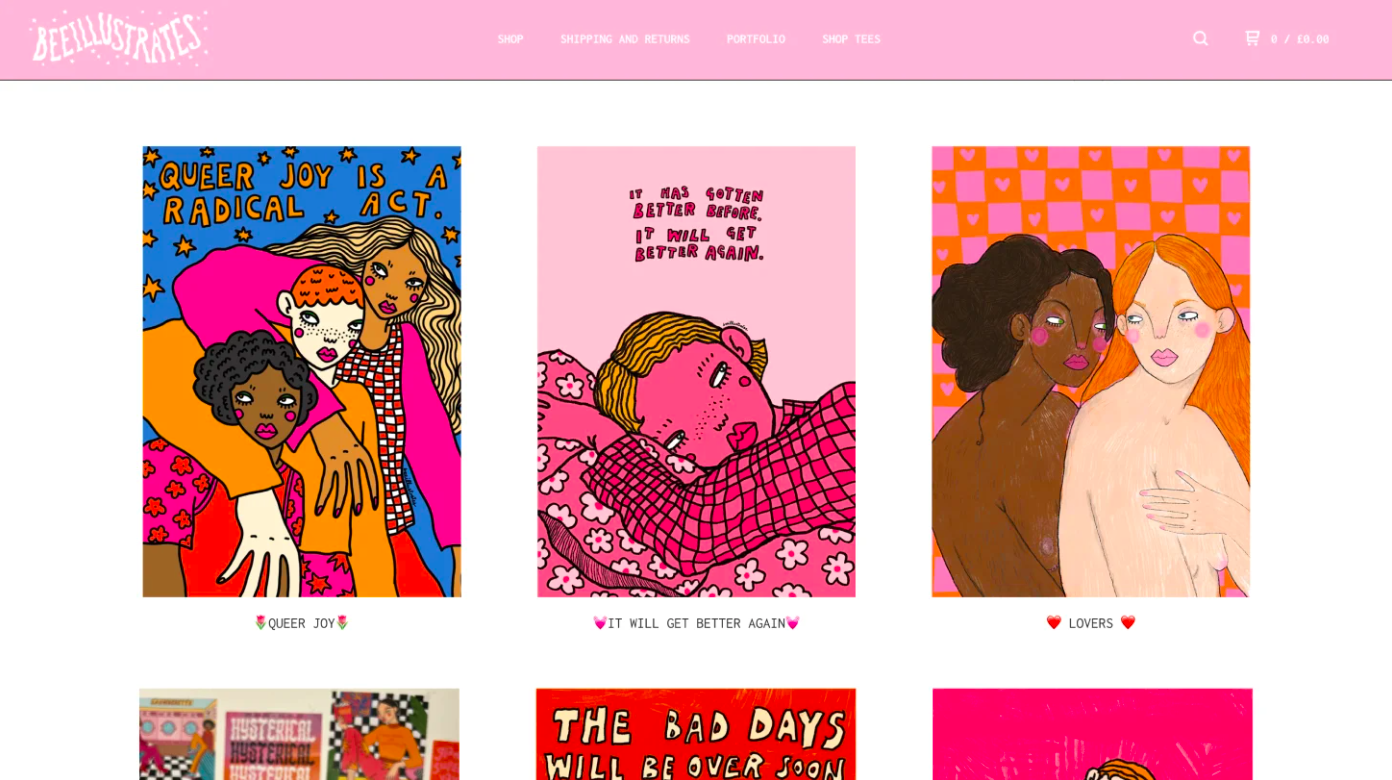 BEEILLUSTRATES
SHOP
SHIPPING AND RETURNS
PORTFOLIO
SHOP TEES
0 / £0.00
QUEER JOY IS A
RADICAL ACT.
IT HAS GOTTEN
BETTER BEFORE.
IT WILL GET
BETTER AGAIN.
🌷QUEER JOY🌷
💓IT WILL GET BETTER AGAIN💓
❤️ LOVERS ❤️
HYSTERICAL
HYSTERICAL
HYSTERICAL
THE BAD DAYS
WILL BE OVER SOON